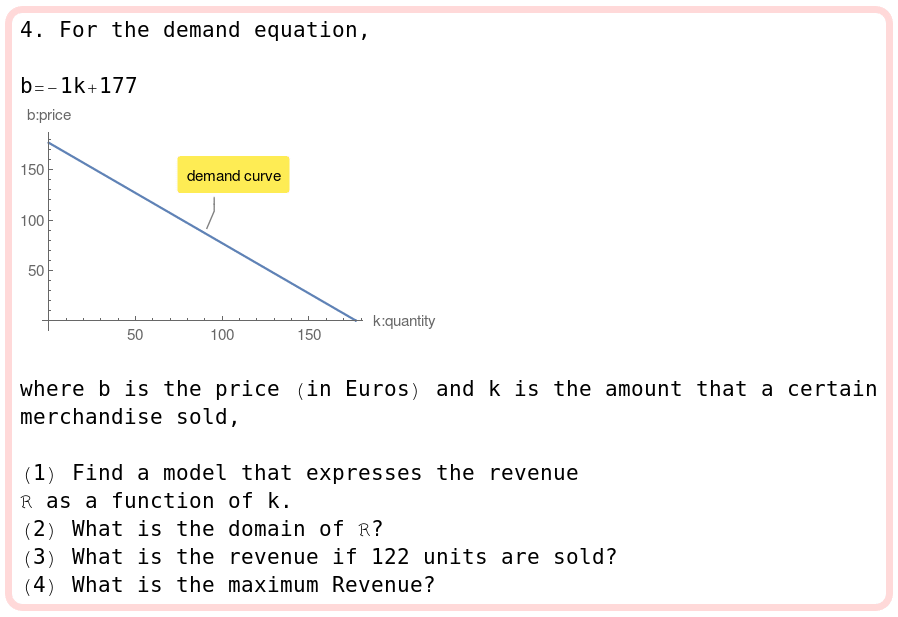 4. For the demand equation,
b=-1k+177
b:price
150
demand curve
100
50
50 100 150
k:quantity
where b is the price (in Euros) and k is the amount that a certain
merchandise sold,
(1) Find a model that expresses the revenue
ℛ as a function of k.
(2) What is the domain of ℛ?
(3) What is the revenue if 122 units are sold?
(4) What is the maximum Revenue?